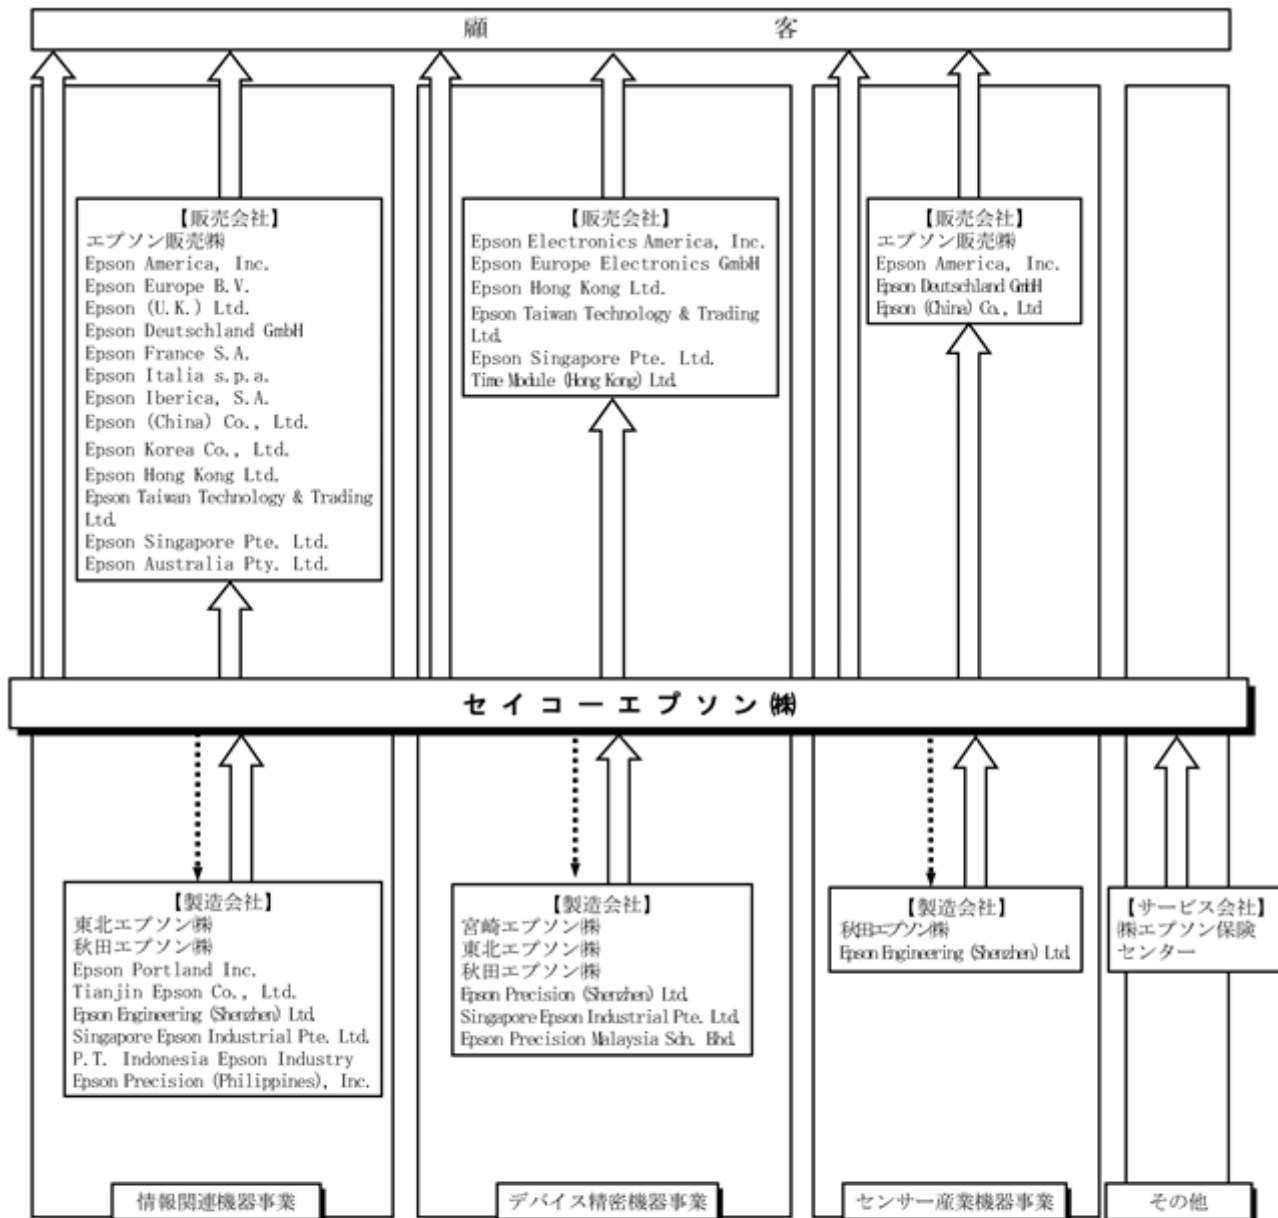 顧客
【販売会社】
エプソン販売㈱
Epson America, Inc.
Epson Europe B.V.
Epson (U.K.) Ltd.
Epson Deutschland GmbH
Epson France S.A.
Epson Italia s.p.a.
Epson Iberica, S.A.
Epson (China) Co., Ltd.
Epson Korea Co., Ltd.
Epson Hong Kong Ltd.
Epson Taiwan Technology & Trading
Ltd.
Epson Singapore Pte. Ltd.
Epson Australia Pty. Ltd.
【販売会社】
Epson Electronics America, Inc.
Epson Europe Electronics GmbH
Epson Hong Kong Ltd.
Epson Taiwan Technology & Trading
Ltd.
Epson Singapore Pte. Ltd.
Time Module (Hong Kong) Ltd.
【販売会社】
エプソン販売㈱
Epson America, Inc.
Epson Deutschland GmbH
Epson (China) Co., Ltd
セイコーエプソン㈱
【製造会社】
東北エプソン㈱
秋田エプソン㈱
Epson Portland Inc.
Tianjin Epson Co., Ltd.
Epson Engineering (Shenzhen) Ltd.
Singapore Epson Industrial Pte. Ltd.
P.T. Indonesia Epson Industry
Epson Precision (Philippines), Inc.
【製造会社】
宮崎エプソン㈱
東北エプソン㈱
秋田エプソン㈱
Epson Precision (Shenzhen) Ltd.
Singapore Epson Industrial Pte. Ltd.
Epson Precision Malaysia Sdn. Bhd.
【製造会社】
秋田エプソン㈱
Epson Engineering (Shenzhen) Ltd.
【サービス会社】
㈱エプソン保険
センター
情報関連機器事業
デバイス精密機器事業
センサー産業機器事業
その他